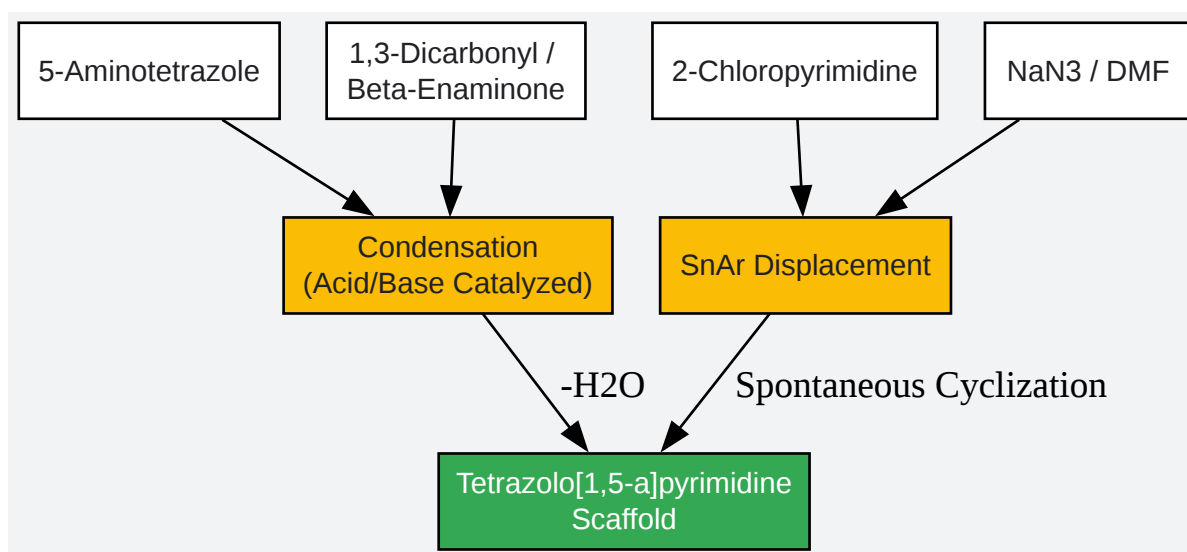 5-Aminotetrazole
1,3-Dicarbonyl /
Beta-Enaminone
2-Chloropyrimidine
NaN3 / DMF
Condensation
(Acid/Base Catalyzed)
SnAr Displacement
-H2O
Spontaneous Cyclization
Tetrazolo[1,5-a]pyrimidine
Scaffold